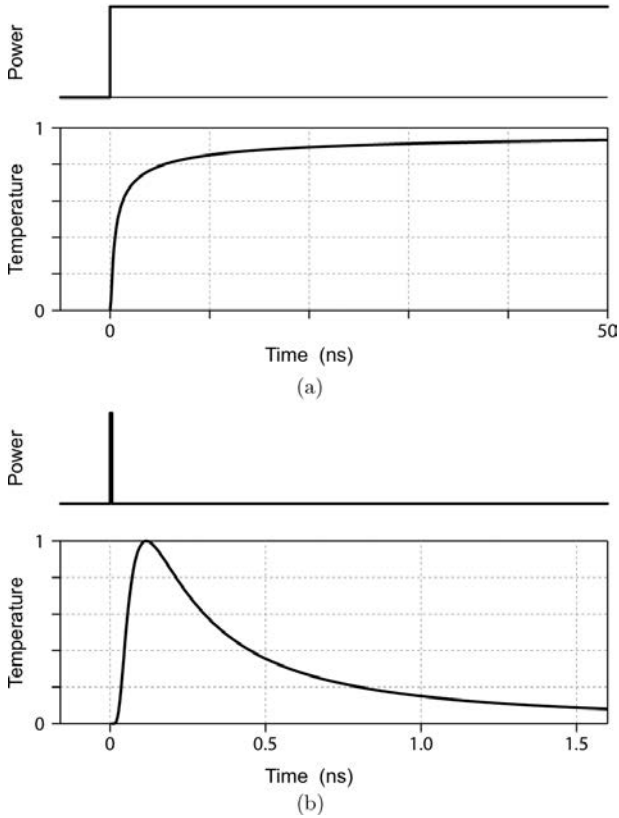 Power
Temperature
1
0
0
50
Time (ns)
(a)
Power
Temperature
1
0
0
0.5
1.0
1.5
Time (ns)
(b)